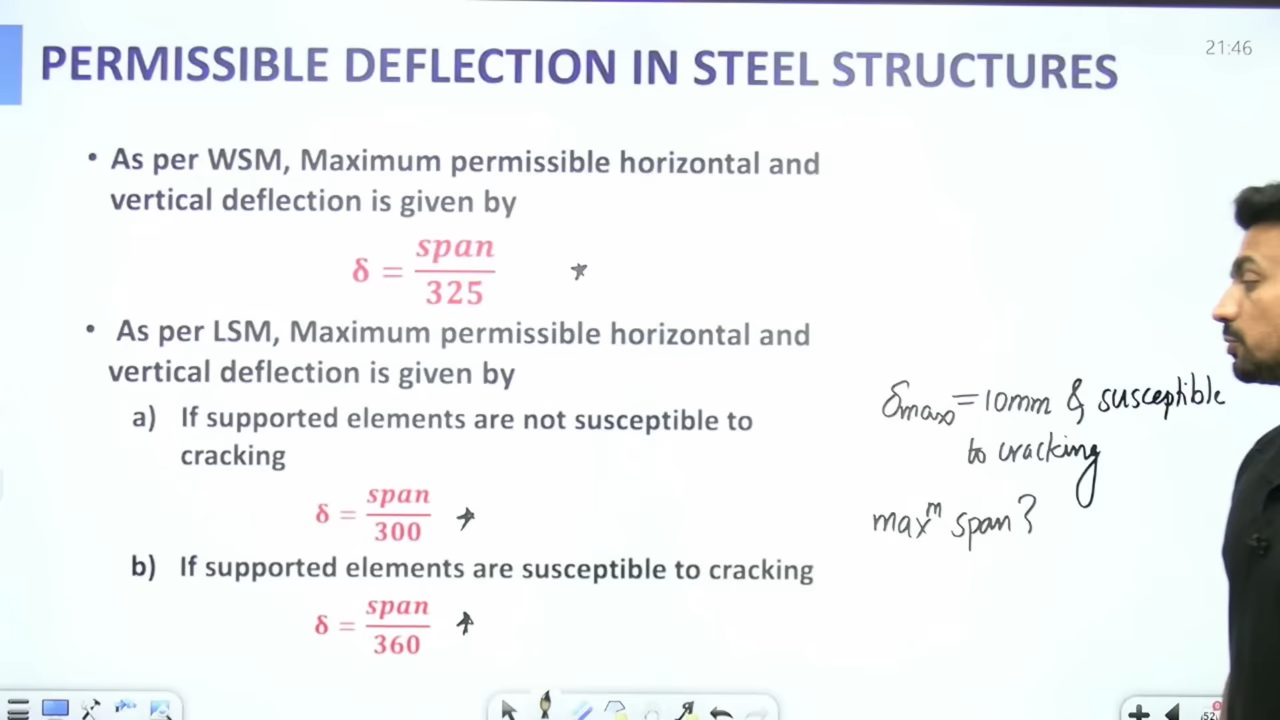 PERMISSIBLE DEFLECTION IN STEEL STRUCTURES
21:46
• As per WSM, Maximum permissible horizontal and
vertical deflection is given by
δ = span/325
• As per LSM, Maximum permissible horizontal and
vertical deflection is given by
a) If supported elements are not susceptible to
cracking
δ = span/300
b) If supported elements are susceptible to cracking
δ = span/360
δmax = 10mm & susceptible
to cracking
maxᵐ span?
52